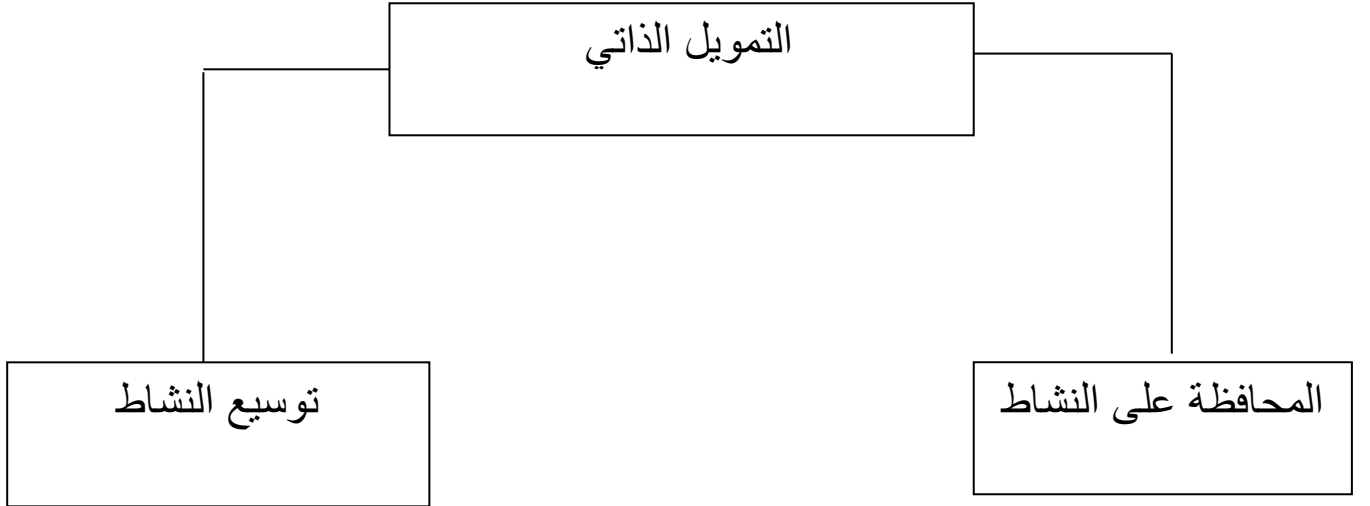 التمويل الذاتي
المحافظة على النشاط
توسيع النشاط